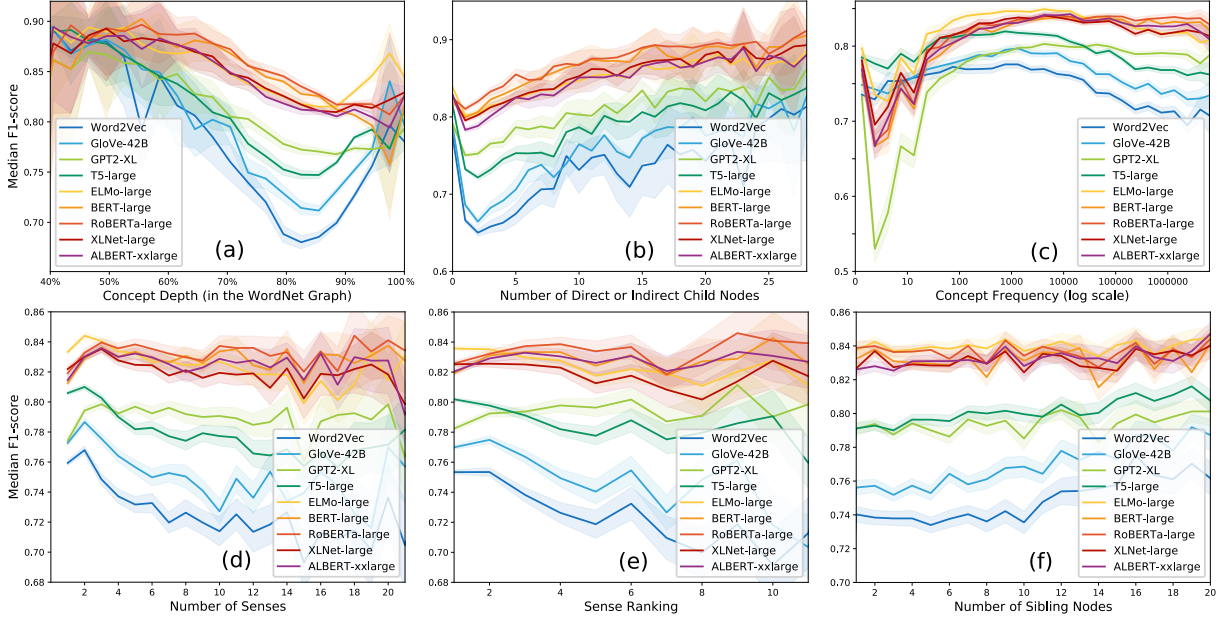 0.90
0.85
0.80
0.75
0.70
Median F1-score
Word2Vec
GloVe-42B
GPT2-XL
T5-large
ELMo-large
BERT-large
RoBERTa-large
XLNet-large
ALBERT-xxlarge
(a)
40% 50% 60% 70% 80% 90% 100%
Concept Depth (in the WordNet Graph)
0.9
0.8
0.7
0.6
Word2Vec
GloVe-42B
GPT2-XL
T5-large
ELMo-large
BERT-large
RoBERTa-large
XLNet-large
ALBERT-xxlarge
(b)
0 5 10 15 20 25
Number of Direct or Indirect Child Nodes
0.8
0.7
0.6
0.5
Word2Vec
GloVe-42B
GPT2-XL
T5-large
ELMo-large
BERT-large
RoBERTa-large
XLNet-large
ALBERT-xxlarge
(c)
0 10 100 1000 10000 100000 1000000
Concept Frequency (log scale)
0.86
0.84
0.82
0.80
0.78
0.76
0.74
0.72
0.70
0.68
Median F1-score
Word2Vec
GloVe-42B
GPT2-XL
T5-large
ELMo-large
BERT-large
RoBERTa-large
XLNet-large
ALBERT-xxlarge
(d)
2 4 6 8 10 12 14 16 18 20
Number of Senses
0.86
0.84
0.82
0.80
0.78
0.76
0.74
0.72
0.70
0.68
Word2Vec
GloVe-42B
GPT2-XL
T5-large
ELMo-large
BERT-large
RoBERTa-large
XLNet-large
ALBERT-xxlarge
(e)
2 4 6 8 10
Sense Ranking
0.86
0.84
0.82
0.80
0.78
0.76
0.74
0.72
0.70
Word2Vec
GloVe-42B
GPT2-XL
T5-large
ELMo-large
BERT-large
RoBERTa-large
XLNet-large
ALBERT-xxlarge
(f)
2 4 6 8 10 12 14 16 18 20
Number of Sibling Nodes